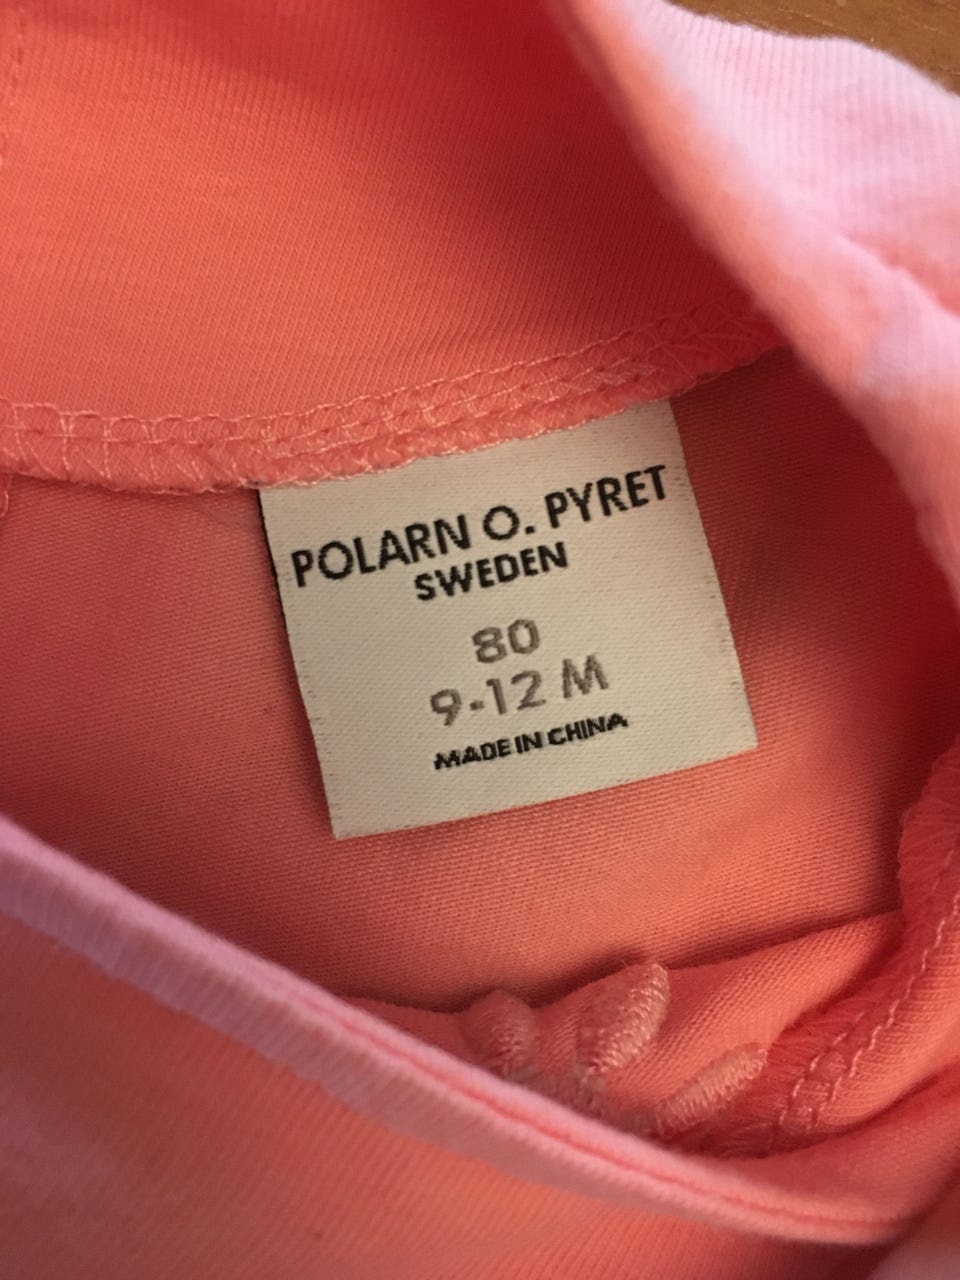 POLARN O. PYRET
SWEDEN
80
9-12 M
MADE IN CHINA